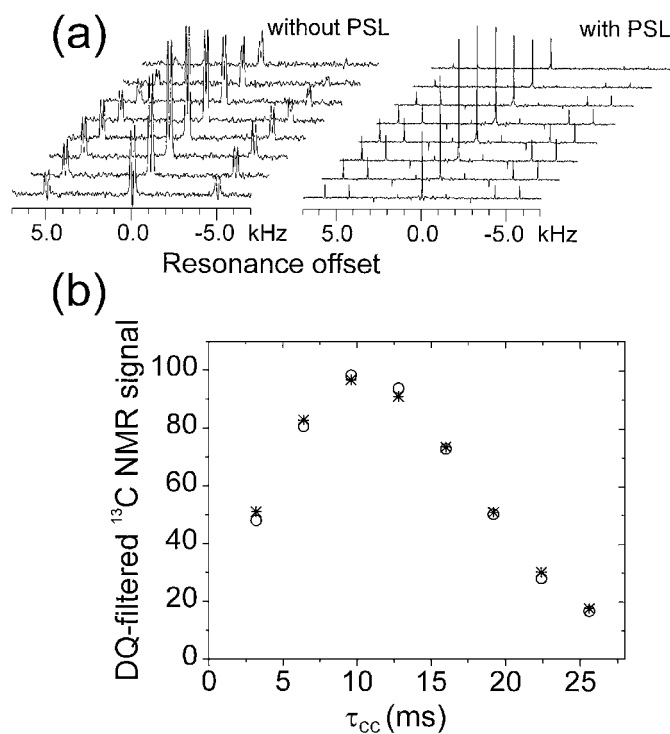 (a)
without PSL
with PSL
5.0 0.0 -5.0 kHz
5.0 0.0 -5.0 kHz
Resonance offset
(b)
DQ-filtered ¹³C NMR signal
100
80
60
40
20
0
0 5 10 15 20 25
τCC (ms)